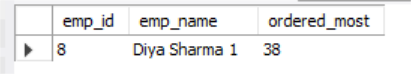 emp_id emp_name ordered_most
8 Diya Sharma 1 38